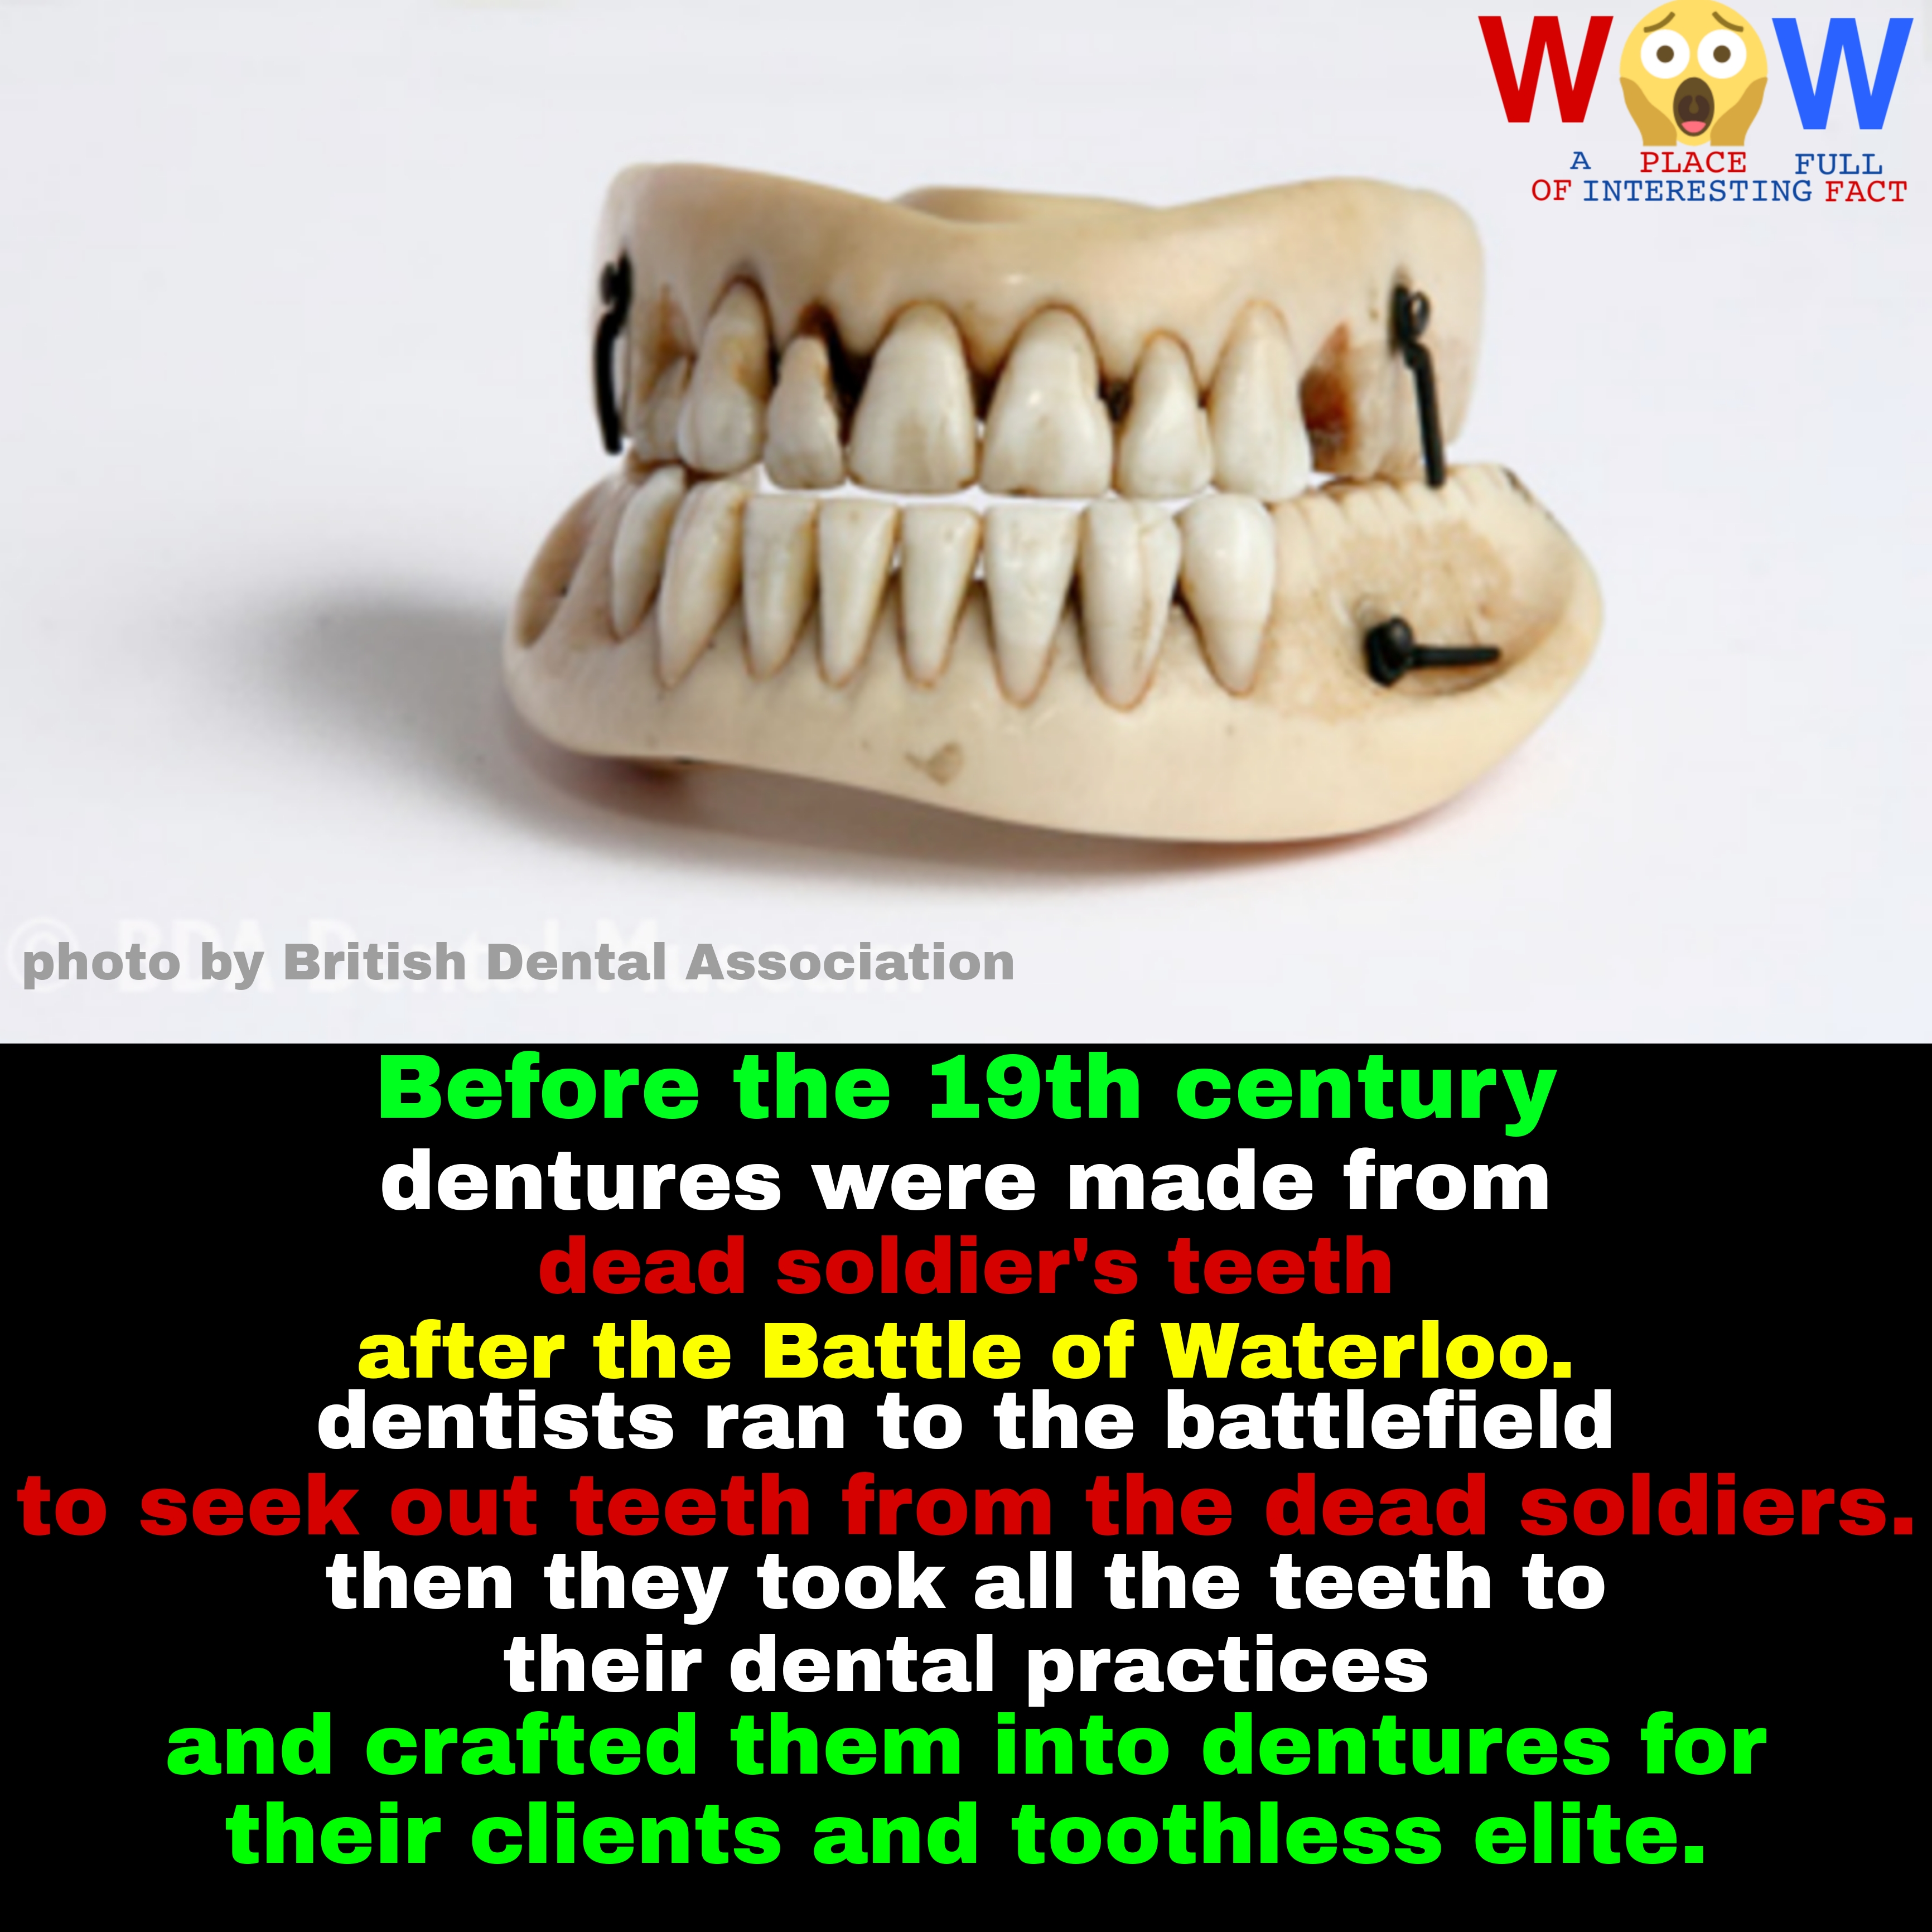 W W
A PLACE FULL
OF INTERESTING FACT
© BDA Dental Museum
photo by British Dental Association
Before the 19th century
dentures were made from
dead soldier's teeth
after the Battle of Waterloo.
dentists ran to the battlefield
to seek out teeth from the dead soldiers.
then they took all the teeth to
their dental practices
and crafted them into dentures for
their clients and toothless elite.